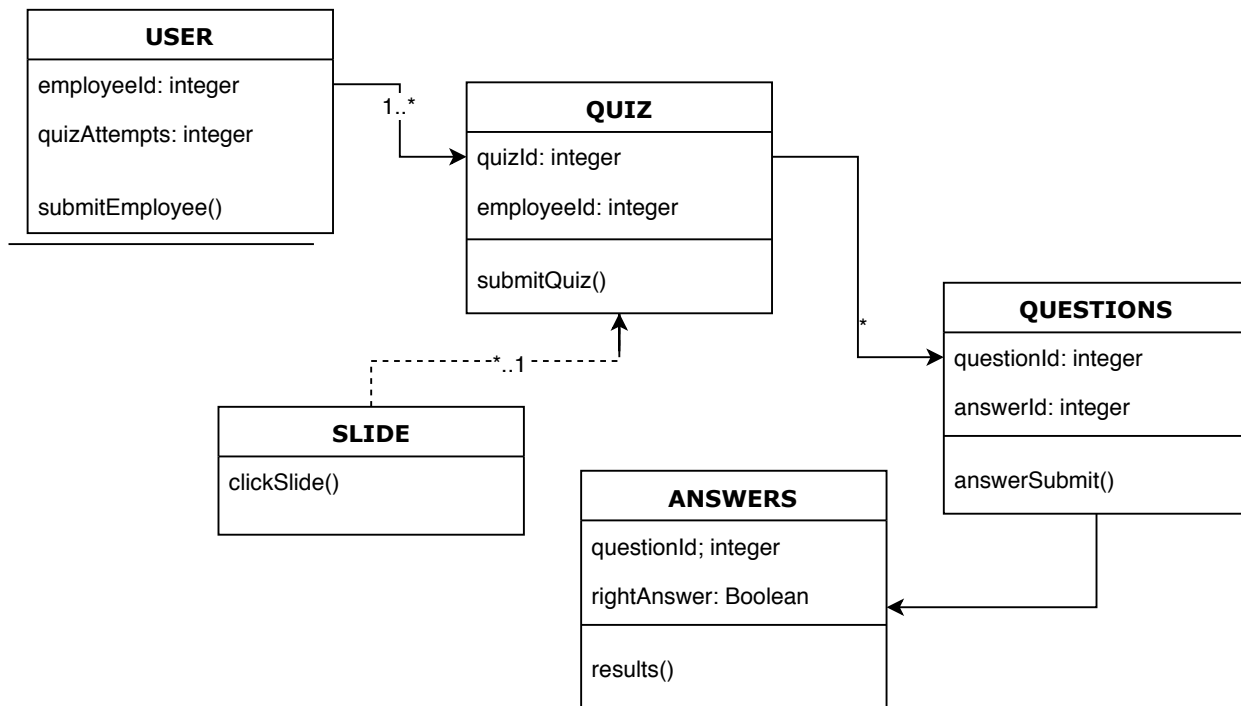 USER
employeeId: integer
quizAttempts: integer
submitEmployee()
1..*
QUIZ
quizId: integer
employeeId: integer
submitQuiz()
*
*..1
SLIDE
clickSlide()
QUESTIONS
questionId: integer
answerId: integer
answerSubmit()
ANSWERS
questionId; integer
rightAnswer: Boolean
results()